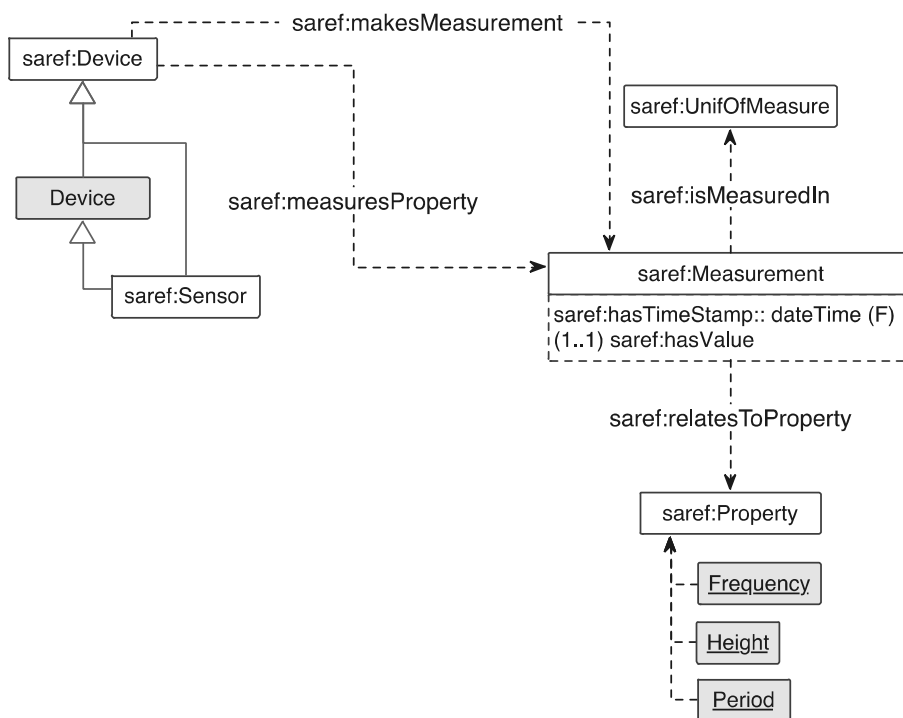 saref:makesMeasurement
saref:Device
saref:UnifOfMeasure
Device
saref:measuresProperty
saref:isMeasuredIn
saref:Sensor
saref:Measurement
saref:hasTimeStamp:: dateTime (F)
(1..1) saref:hasValue
saref:relatesToProperty
saref:Property
Frequency
Height
Period